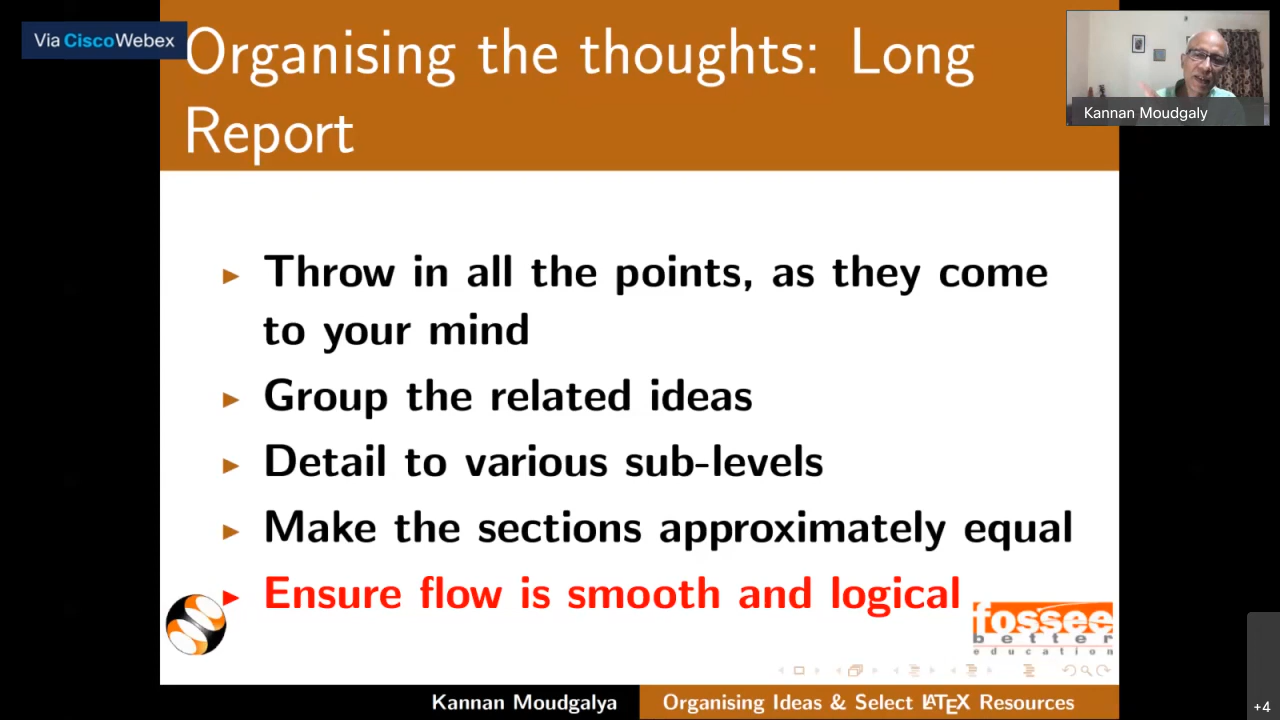 Via CiscoWebex
Organising the thoughts: Long
Report
Kannan Moudgaly
▶ Throw in all the points, as they come
to your mind
▶ Group the related ideas
▶ Detail to various sub-levels
▶ Make the sections approximately equal
▶ Ensure flow is smooth and logical
fossee
better
education
Kannan Moudgalya
Organising Ideas & Select LATEX Resources
+4